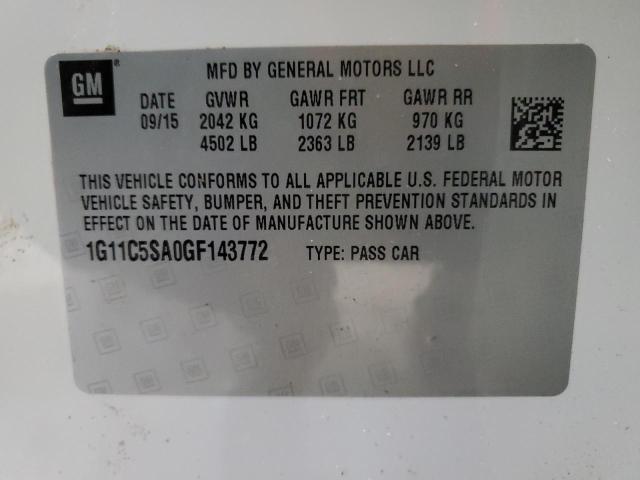 GM®
MFD BY GENERAL MOTORS LLC
DATE GVWR GAWR FRT GAWR RR
09/15 2042 KG 1072 KG 970 KG
4502 LB 2363 LB 2139 LB
THIS VEHICLE CONFORMS TO ALL APPLICABLE U.S. FEDERAL MOTOR
VEHICLE SAFETY, BUMPER, AND THEFT PREVENTION STANDARDS IN
EFFECT ON THE DATE OF MANUFACTURE SHOWN ABOVE.
1G11C5SA0GF143772 TYPE: PASS CAR